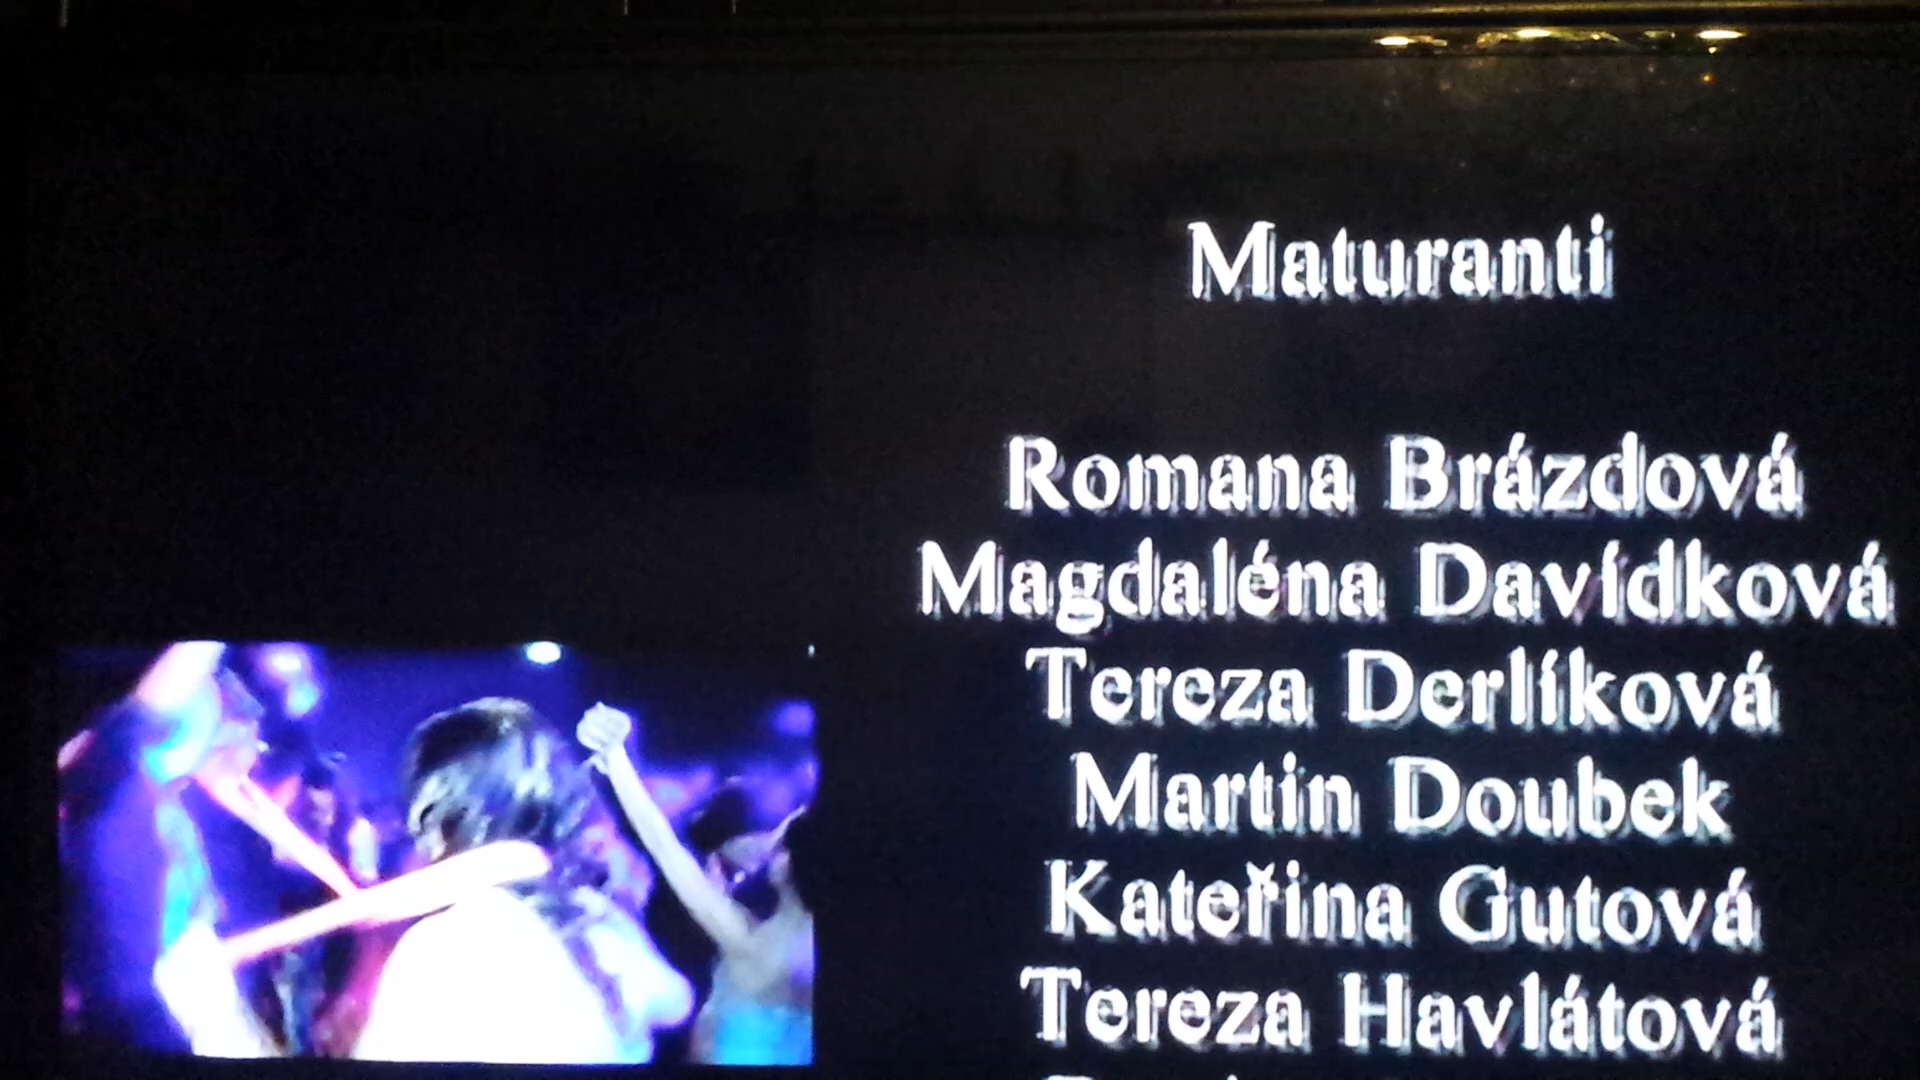 Maturanti
Romana Brázdová
Magdaléna Davídková
Tereza Derlíková
Martin Doubek
Kateřina Gutová
Tereza Havlátová